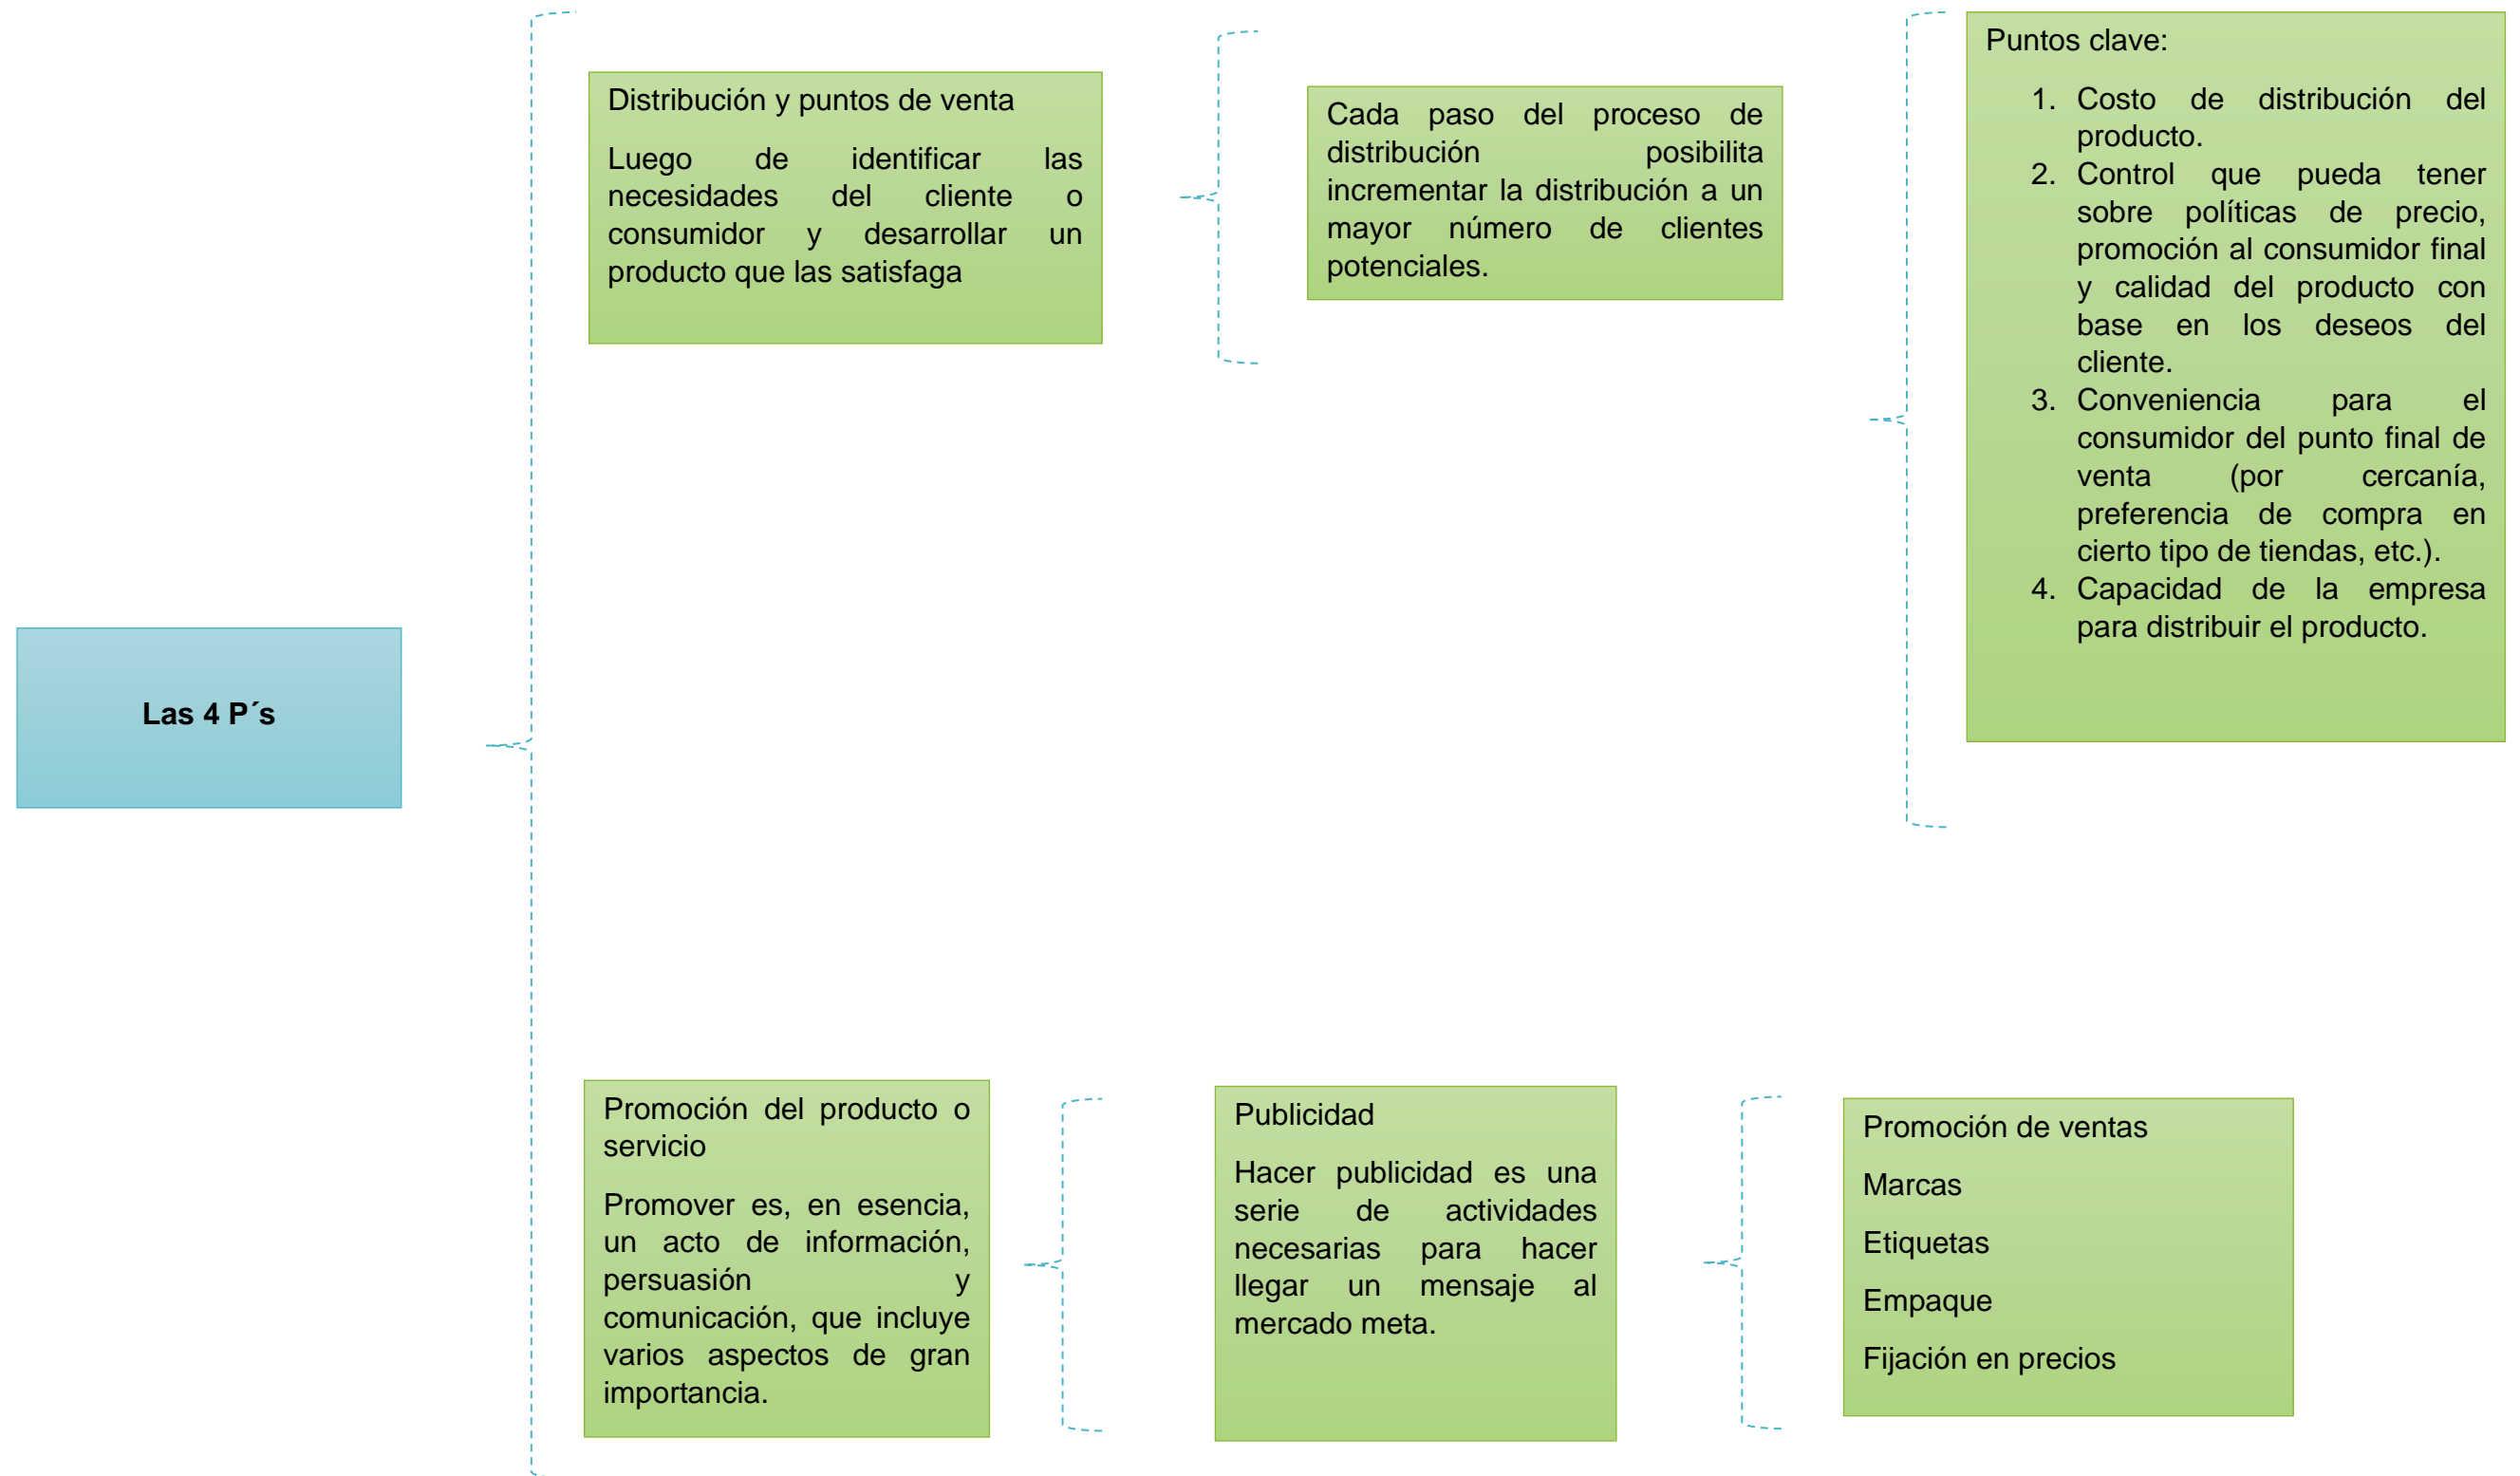 Las 4 P´s
Distribución y puntos de venta
Luego de identificar las
necesidades del cliente o
consumidor y desarrollar un
producto que las satisfaga
Cada paso del proceso de
distribución posibilita
incrementar la distribución a un
mayor número de clientes
potenciales.
Puntos clave:
1. Costo de distribución del
producto.
2. Control que pueda tener
sobre políticas de precio,
promoción al consumidor final
y calidad del producto con
base en los deseos del
cliente.
3. Conveniencia para el
consumidor del punto final de
venta (por cercanía,
preferencia de compra en
cierto tipo de tiendas, etc.).
4. Capacidad de la empresa
para distribuir el producto.
Promoción del producto o
servicio
Promover es, en esencia,
un acto de información,
persuasión y
comunicación, que incluye
varios aspectos de gran
importancia.
Publicidad
Hacer publicidad es una
serie de actividades
necesarias para hacer
llegar un mensaje al
mercado meta.
Promoción de ventas
Marcas
Etiquetas
Empaque
Fijación en precios